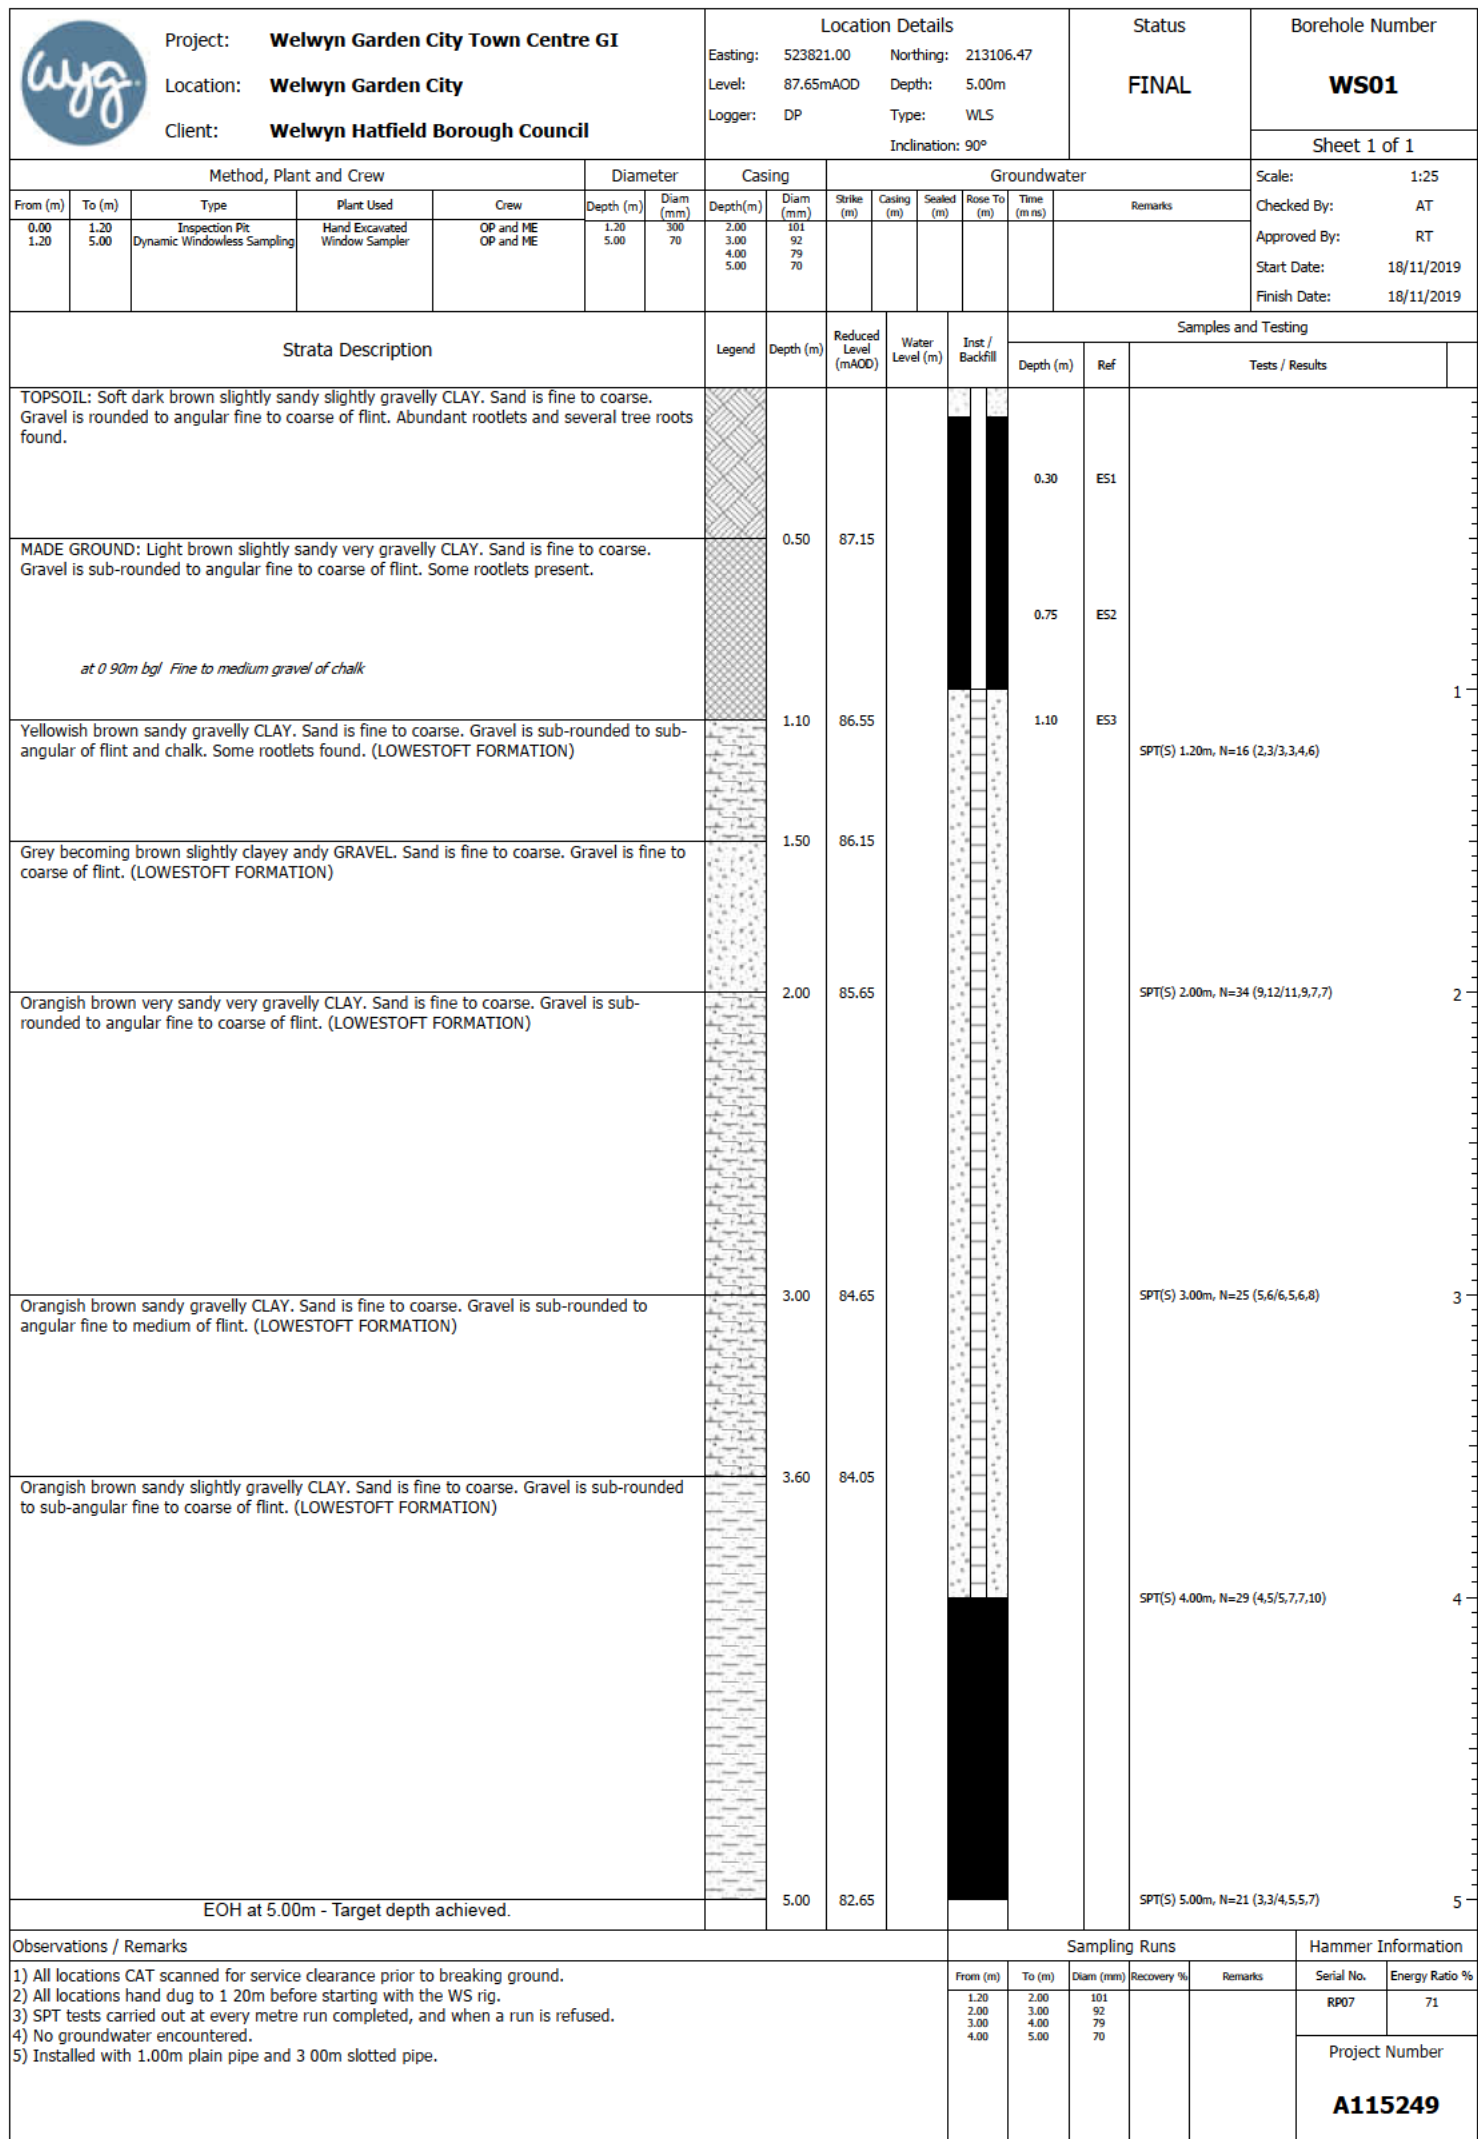 ayg
Project: Welwyn Garden City Town Centre GI
Location: Welwyn Garden City
Client: Welwyn Hatfield Borough Council
Location Details
Easting: 523821.00 Northing: 213106.47
Level: 87.65mAOD Depth: 5.00m
Logger: DP Type: WLS
Inclination: 90°
Status
FINAL
Borehole Number
WS01
Sheet 1 of 1
Method, Plant and Crew Diameter Casing Groundwater
From (m) To (m) Type Plant Used Crew Depth (m) Diam (mm) Depth(m) Diam (mm) Strike (m) Casing (m) Sealed (m) Rose To (m) Time (m ns) Remarks
0.00 1.20 Inspection Pit Hand Excavated OP and ME 1.20 300 2.00 101
1.20 5.00 Dynamic Windowless Sampling Window Sampler OP and ME 5.00 70 3.00 92
4.00 79
5.00 70
Scale: 1:25
Checked By: AT
Approved By: RT
Start Date: 18/11/2019
Finish Date: 18/11/2019
Strata Description Legend Depth (m) Reduced Level (mAOD) Water Level (m) Inst / Backfill Samples and Testing
Depth (m) Ref Tests / Results
TOPSOIL: Soft dark brown slightly sandy slightly gravelly CLAY. Sand is fine to coarse.
Gravel is rounded to angular fine to coarse of flint. Abundant rootlets and several tree roots
found.
0.30 ES1
0.50 87.15
MADE GROUND: Light brown slightly sandy very gravelly CLAY. Sand is fine to coarse.
Gravel is sub-rounded to angular fine to coarse of flint. Some rootlets present.
0.75 ES2
at 0 90m bgl Fine to medium gravel of chalk
1
1.10 86.55 1.10 ES3
Yellowish brown sandy gravelly CLAY. Sand is fine to coarse. Gravel is sub-rounded to sub-
angular of flint and chalk. Some rootlets found. (LOWESTOFT FORMATION)
SPT(S) 1.20m, N=16 (2,3/3,3,4,6)
1.50 86.15
Grey becoming brown slightly clayey andy GRAVEL. Sand is fine to coarse. Gravel is fine to
coarse of flint. (LOWESTOFT FORMATION)
2.00 85.65 SPT(S) 2.00m, N=34 (9,12/11,9,7,7) 2
Orangish brown very sandy very gravelly CLAY. Sand is fine to coarse. Gravel is sub-
rounded to angular fine to coarse of flint. (LOWESTOFT FORMATION)
3.00 84.65 SPT(S) 3.00m, N=25 (5,6/6,5,6,8) 3
Orangish brown sandy gravelly CLAY. Sand is fine to coarse. Gravel is sub-rounded to
angular fine to medium of flint. (LOWESTOFT FORMATION)
3.60 84.05
Orangish brown sandy slightly gravelly CLAY. Sand is fine to coarse. Gravel is sub-rounded
to sub-angular fine to coarse of flint. (LOWESTOFT FORMATION)
SPT(S) 4.00m, N=29 (4,5/5,7,7,10) 4
5.00 82.65 SPT(S) 5.00m, N=21 (3,3/4,5,5,7) 5
EOH at 5.00m - Target depth achieved.
Observations / Remarks
1) All locations CAT scanned for service clearance prior to breaking ground.
2) All locations hand dug to 1 20m before starting with the WS rig.
3) SPT tests carried out at every metre run completed, and when a run is refused.
4) No groundwater encountered.
5) Installed with 1.00m plain pipe and 3 00m slotted pipe.
Sampling Runs
From (m) To (m) Diam (mm) Recovery % Remarks
1.20 2.00 101
2.00 3.00 92
3.00 4.00 79
4.00 5.00 70
Hammer Information
Serial No. Energy Ratio %
RP07 71
Project Number
A115249